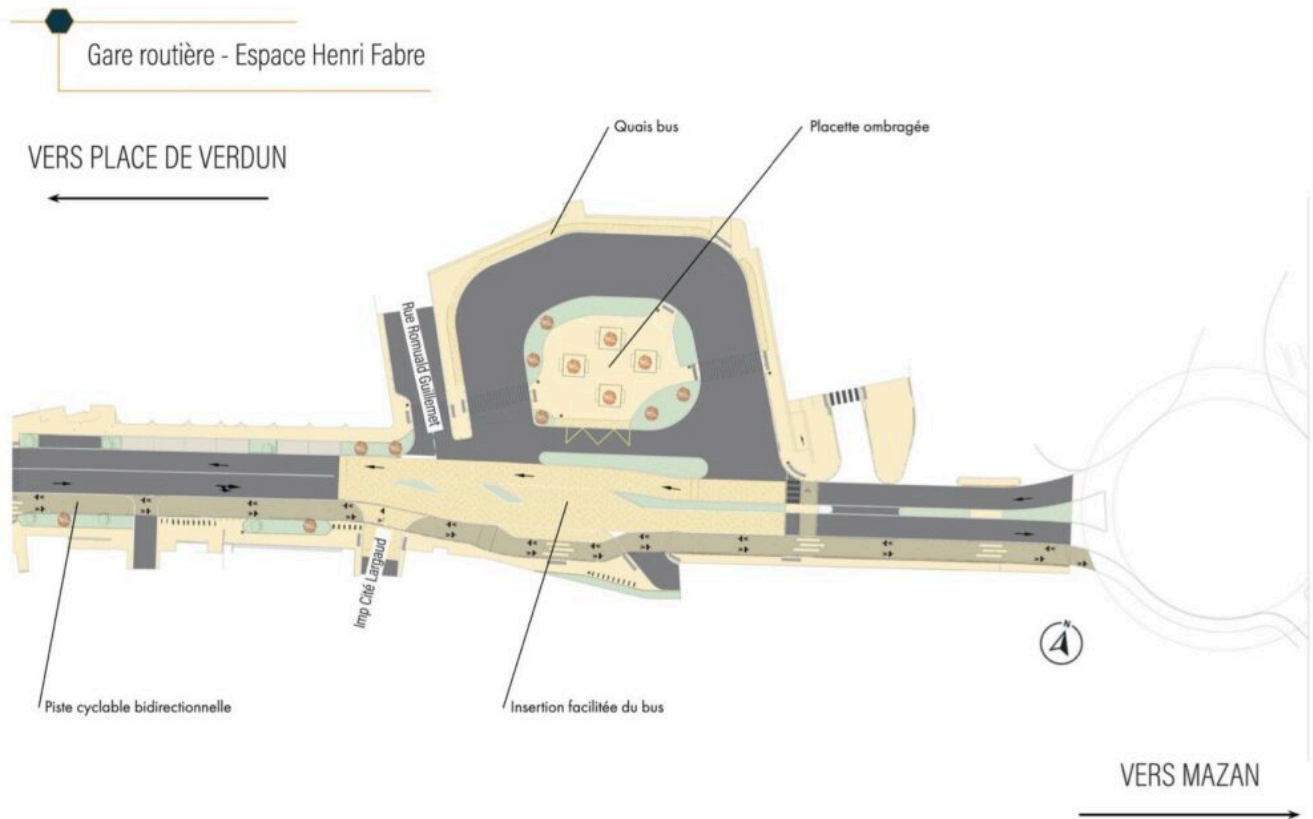 Gare routière - Espace Henri Fabre
VERS PLACE DE VERDUN
Quais bus
Placette ombragée
Rue Romuald Guillemet
Imp Cité Largaud
N
Piste cyclable bidirectionnelle
Insertion facilitée du bus
VERS MAZAN